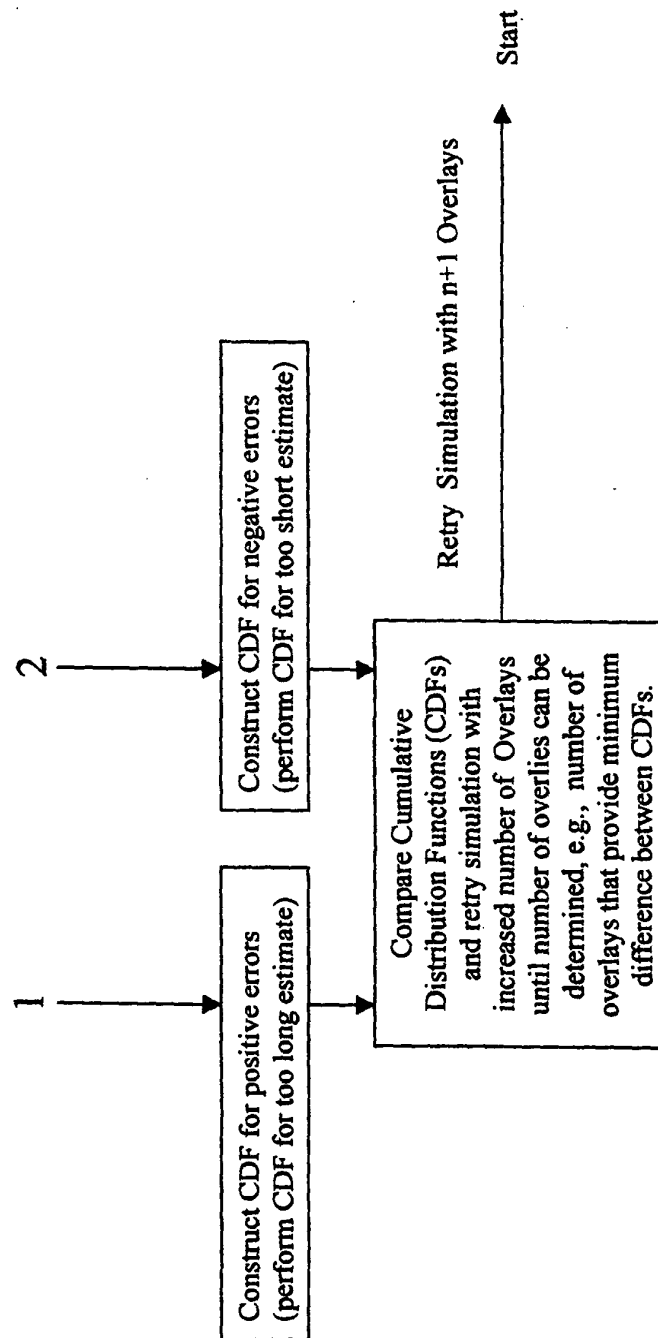 1
2
Construct CDF for positive errors
(perform CDF for too long estimate)
Construct CDF for negative errors
(perform CDF for too short estimate)
Compare Cumulative
Distribution Functions (CDFs)
and retry simulation with
increased number of Overlays
until number of overlies can be
determined, e.g., number of
overlays that provide minimum
difference between CDFs.
Retry Simulation with n+1 Overlays
Start